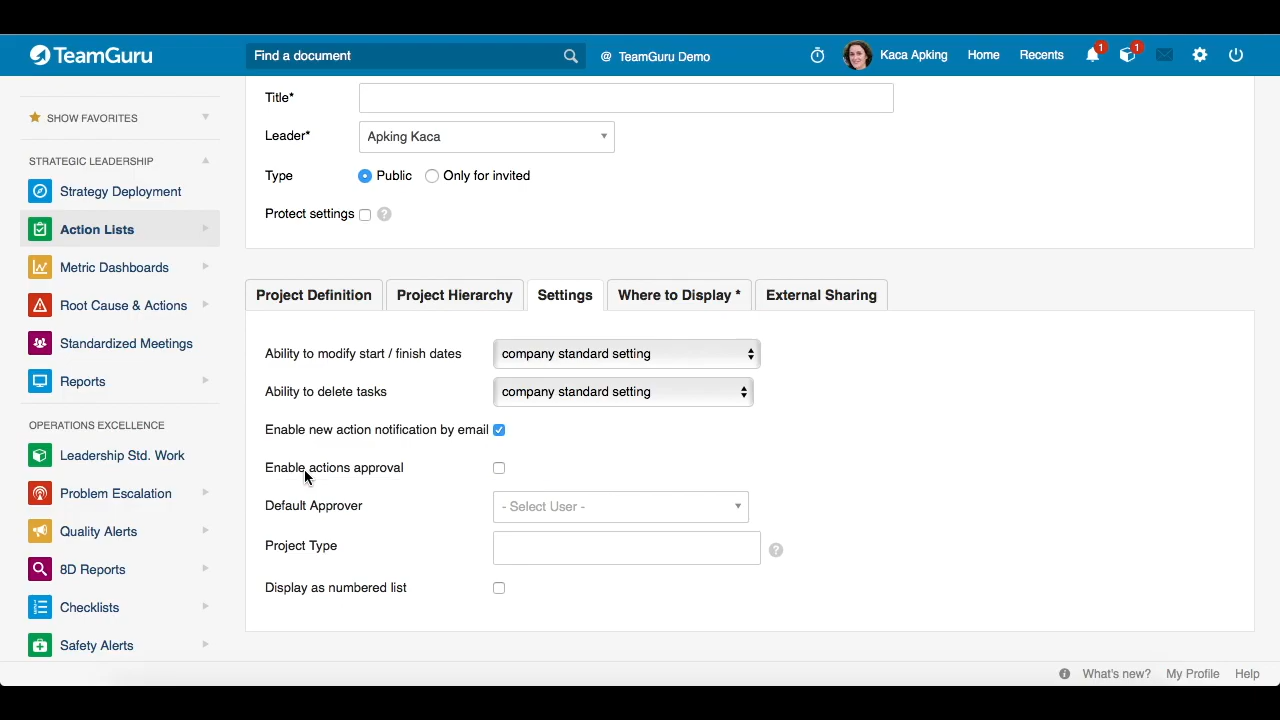 TeamGuru
Find a document
@ TeamGuru Demo
Kaca Apking
Home
Recents
1
1
SHOW FAVORITES
STRATEGIC LEADERSHIP
Strategy Deployment
Action Lists
Metric Dashboards
Root Cause & Actions
Standardized Meetings
Reports
OPERATIONS EXCELLENCE
Leadership Std. Work
Problem Escalation
Quality Alerts
8D Reports
Checklists
Safety Alerts
Title*
Leader* Apking Kaca
Type Public Only for invited
Protect settings ?
Project Definition Project Hierarchy Settings Where to Display * External Sharing
Ability to modify start / finish dates company standard setting
Ability to delete tasks company standard setting
Enable new action notification by email
Enable actions approval
Default Approver - Select User -
Project Type ?
Display as numbered list
What's new? My Profile Help